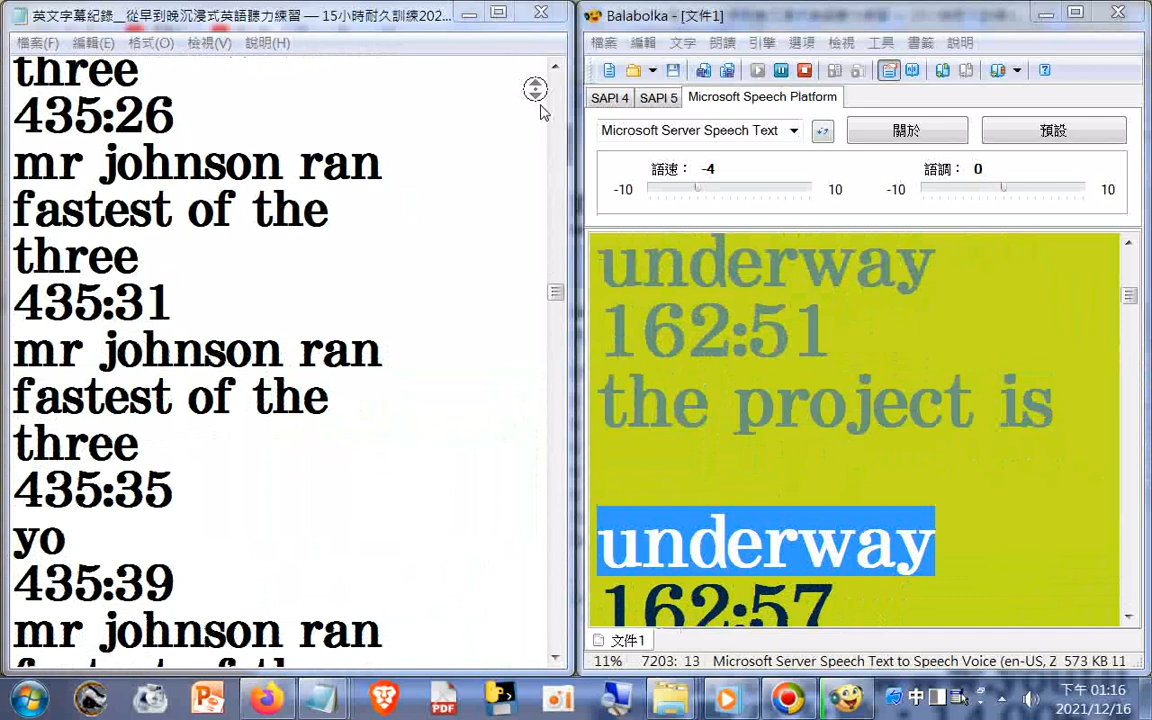 英文字幕紀錄__從早到晚沉浸式英語聽力練習 — 15小時耐久訓練202...
檔案(F) 編輯(E) 格式(O) 檢視(V) 說明(H)
three
435:26
mr johnson ran
fastest of the
three
435:31
mr johnson ran
fastest of the
three
435:35
yo
435:39
mr johnson ran
fastest of the
Balabolka - [文件1]
檔案 編輯 文字 朗讀 引擎 選項 檢視 工具 書籤 說明
SAPI 4 SAPI 5 Microsoft Speech Platform
Microsoft Server Speech Text 關於 預設
語速： -4 語調： 0
-10 10 -10 10
underway
162:51
the project is
underway
162:57
文件1
11% 7203: 13 Microsoft Server Speech Text to Speech Voice (en-US, Z 573 KB 11
中 下午 01:16
2021/12/16